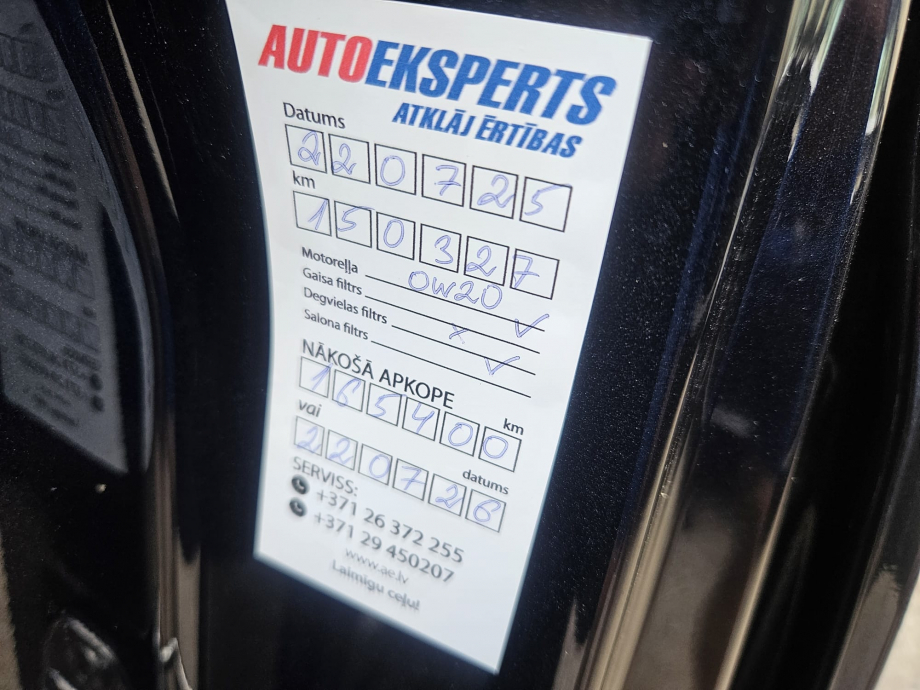 AUTOEKSPERTS
ATKLĀJ ĒRTĪBAS
Datums
220725
km
150327
Motoreļļa 0W20
Gaisa filtrs ✓
Degvielas filtrs x
Salona filtrs ✓
NĀKOŠĀ APKOPE
km
165400
vai
datums
220726
SERVISS:
+371 26 372 255
+371 29 450207
www.ae.lv
Laimīgu ceļu!